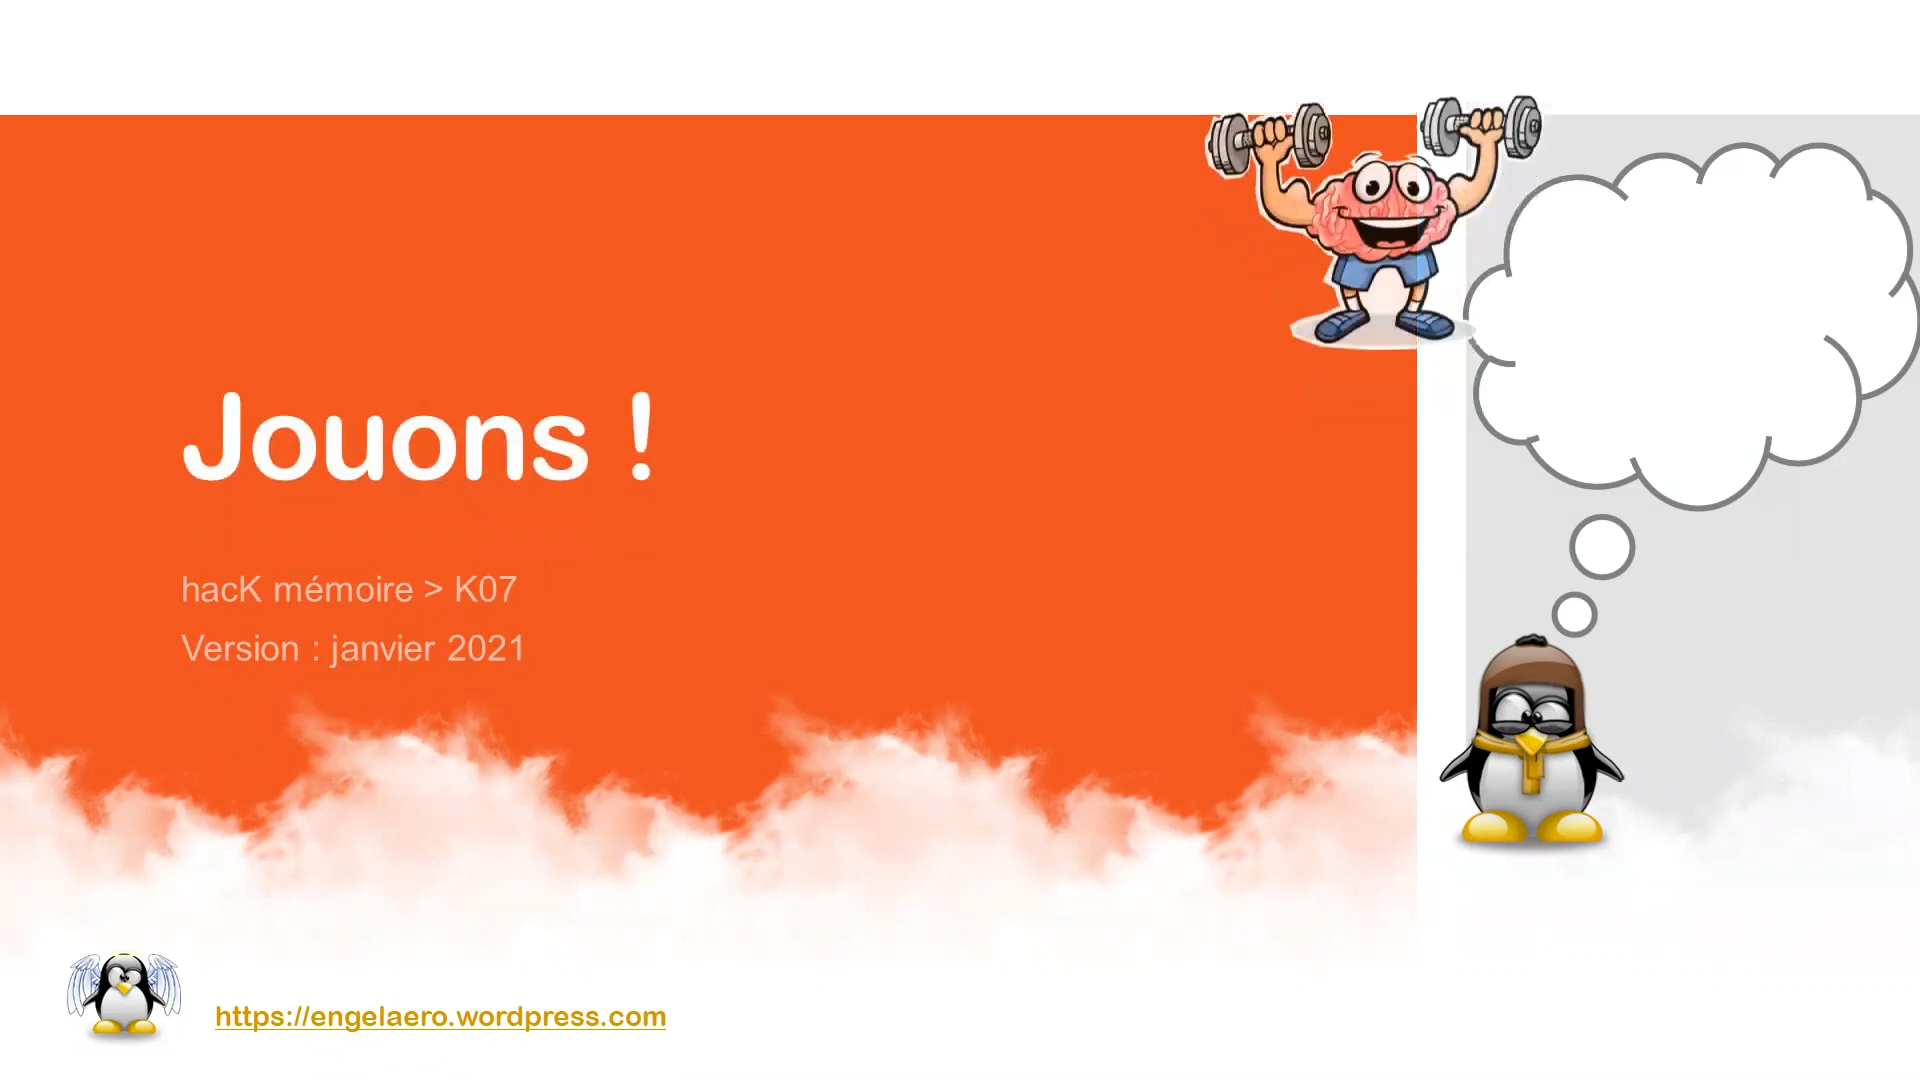 Jouons !
hacK mémoire > K07
Version : janvier 2021
https://engelaero.wordpress.com